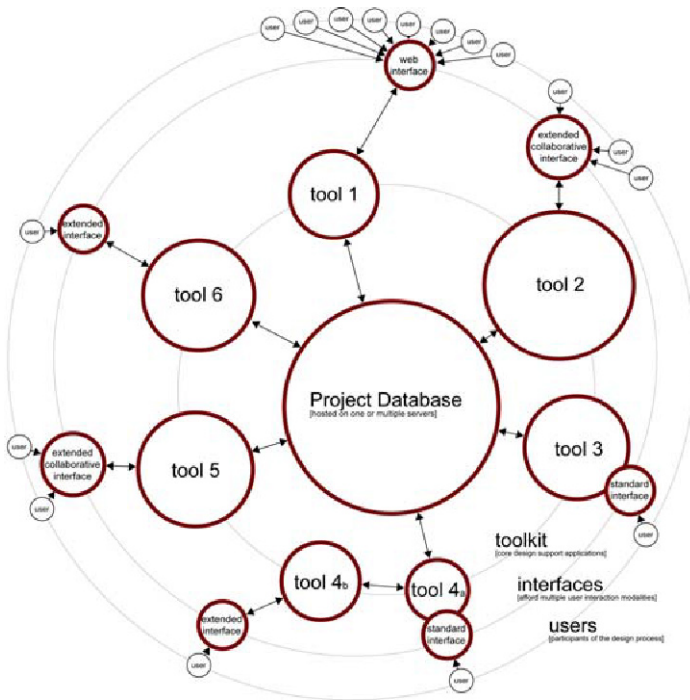 user
user
user
user
user
user
user
user
user
web
interface
user
extended
collaborative
interface
user
user
tool 1
extended
interface
user
tool 6
tool 2
Project Database
[hosted on one or multiple servers]
user
extended
collaborative
interface
user
tool 5
tool 3
standard
interface
user
toolkit
[core design support applications]
tool 4b
tool 4a
interfaces
[afford multiple user interaction modalities]
extended
interface
user
standard
interface
user
users
[participants of the design process]